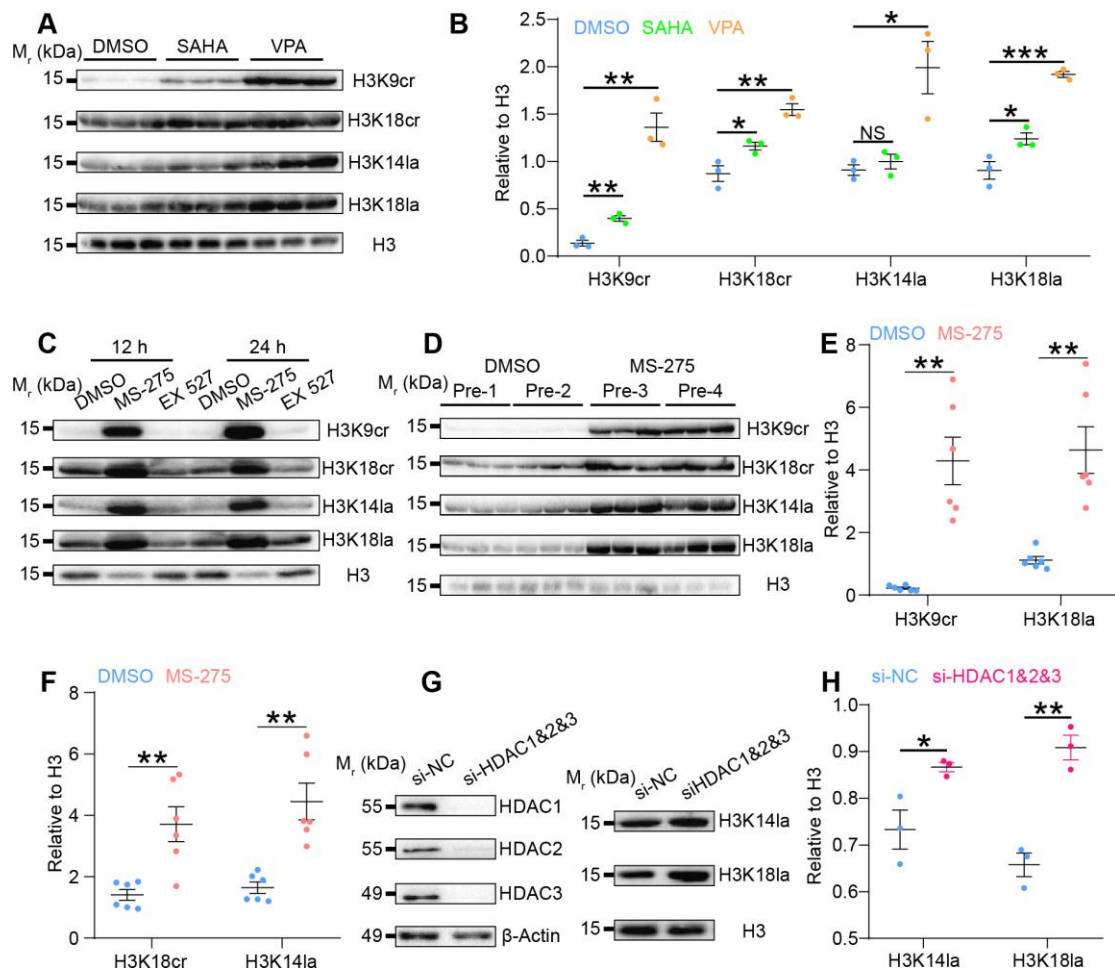 A
Mr (kDa)
DMSO SAHA VPA
15 H3K9cr
15 H3K18cr
15 H3K14la
15 H3K18la
15 H3
B
DMSO SAHA VPA
Relative to H3
2.5
2.0
1.5
1.0
0.5
0.0
** ** ** * NS * * ***
H3K9cr H3K18cr H3K14la H3K18la
C
12 h 24 h
Mr (kDa)
DMSO MS-275 EX 527 DMSO MS-275 EX 527
15 H3K9cr
15 H3K18cr
15 H3K14la
15 H3K18la
15 H3
D
DMSO MS-275
Mr (kDa)
Pre-1 Pre-2 Pre-3 Pre-4
15 H3K9cr
15 H3K18cr
15 H3K14la
15 H3K18la
15 H3
E
DMSO MS-275
Relative to H3
8
6
4
2
0
** **
H3K9cr H3K18la
F
DMSO MS-275
Relative to H3
8
6
4
2
0
** **
H3K18cr H3K14la
G
Mr (kDa)
si-NC si-HDAC1&2&3
55 HDAC1
55 HDAC2
49 HDAC3
49 β-Actin
Mr (kDa)
si-NC siHDAC1&2&3
15 H3K14la
15 H3K18la
15 H3
H
si-NC si-HDAC1&2&3
Relative to H3
1.0
0.9
0.8
0.7
0.6
0.5
* **
H3K14la H3K18la